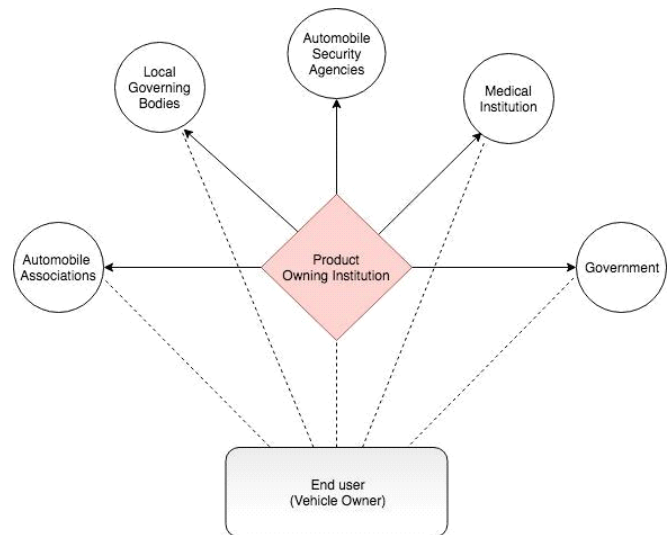 Automobile
Security
Agencies
Local
Governing
Bodies
Medical
Institution
Automobile
Associations
Product
Owning Institution
Government
End user
(Vehicle Owner)